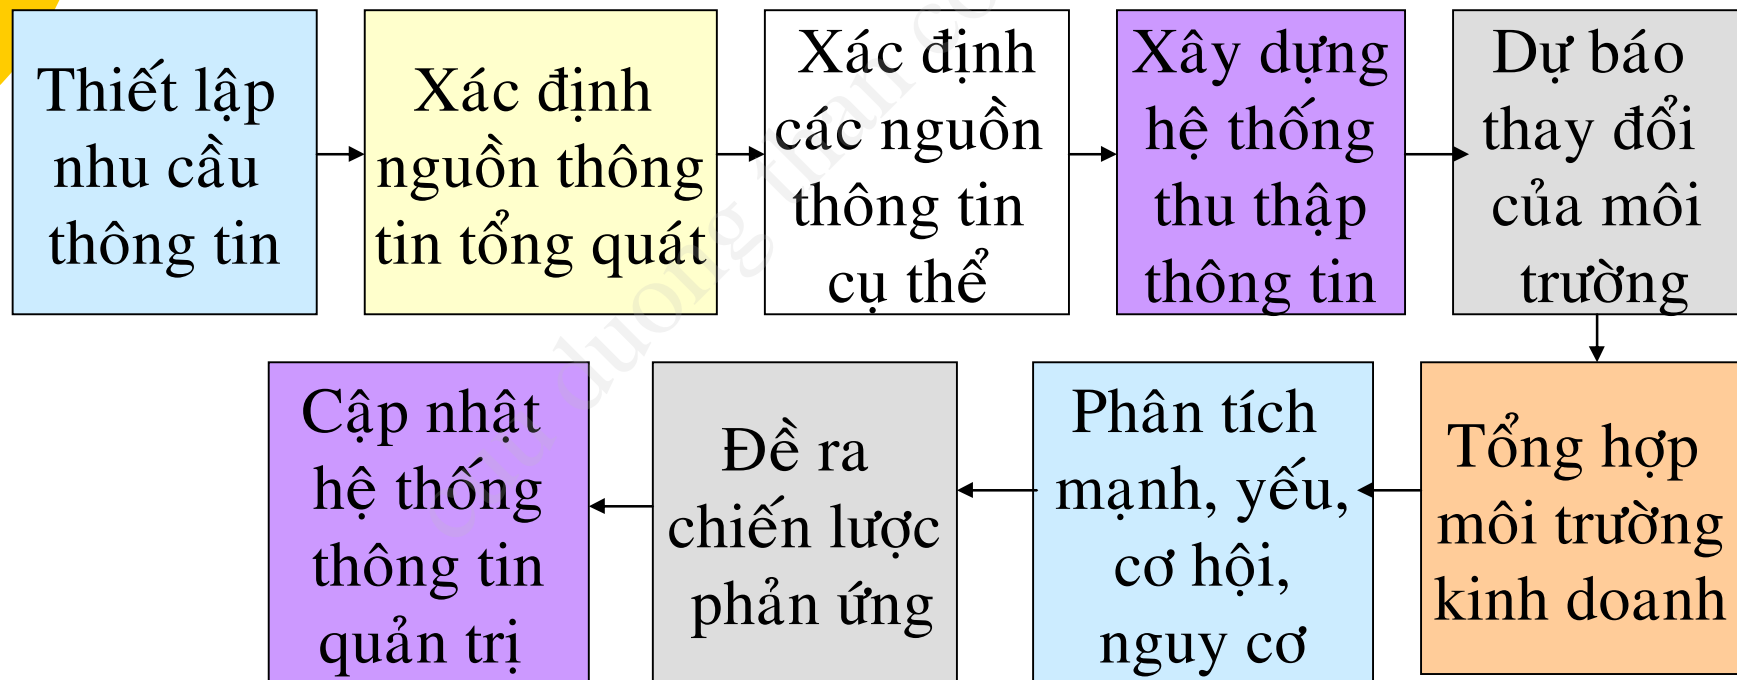 Thiết lập
nhu cầu
thông tin
Xác định
nguồn thông
tin tổng quát
Xác định
các nguồn
thông tin
cụ thể
Xây dựng
hệ thống
thu thập
thông tin
Dự báo
thay đổi
của môi
trường
Tổng hợp
môi trường
kinh doanh
Phân tích
mạnh, yếu,
cơ hội,
nguy cơ
Đề ra
chiến lược
phản ứng
Cập nhật
hệ thống
thông tin
quản trị
duong than co